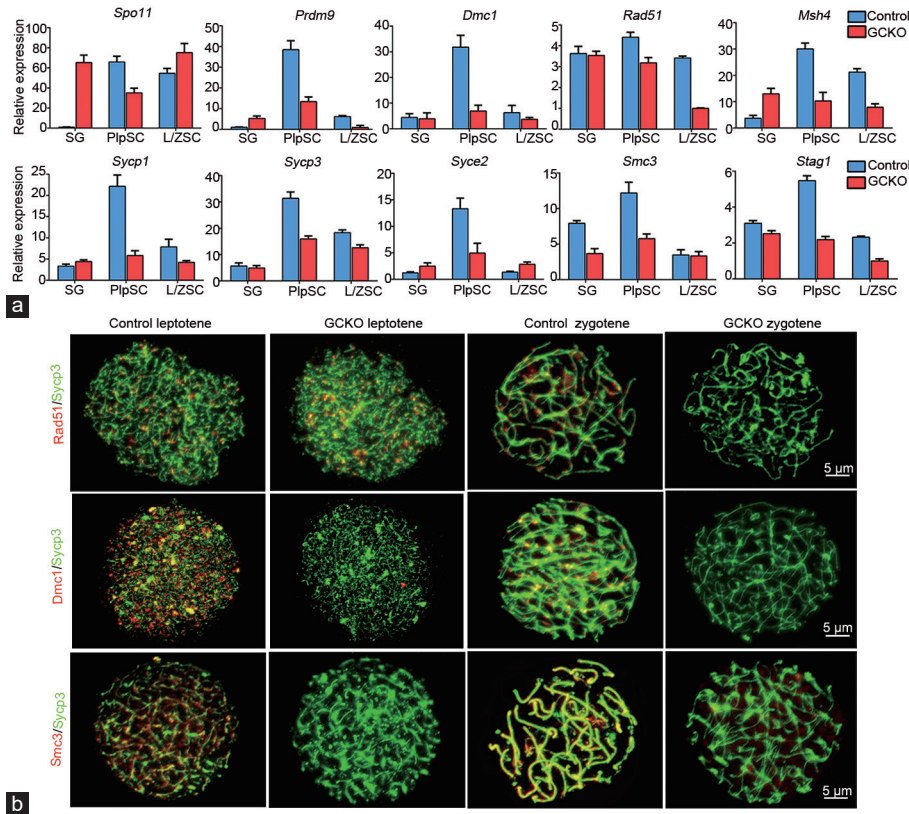 Spo11 Prdm9 Dmc1 Rad51 Msh4
Control
GCKO
Relative expression
100
80
60
40
20
0
SG PlpSC L/ZSC
50
40
30
20
10
0
SG PlpSC L/ZSC
40
30
20
10
0
SG PlpSC L/ZSC
5
4
3
2
1
0
SG PlpSC L/ZSC
40
30
20
10
0
SG PlpSC L/ZSC
Sycp1 Sycp3 Syce2 Smc3 Stag1
Control
GCKO
Relative expression
25
20
15
10
5
0
SG PlpSC L/ZSC
40
30
20
10
0
SG PlpSC L/ZSC
20
15
10
5
0
SG PlpSC L/ZSC
15
10
5
0
SG PlpSC L/ZSC
6
4
2
0
SG PlpSC L/ZSC
a
Control leptotene GCKO leptotene Control zygotene GCKO zygotene
Rad51/Sycp3
5 µm
Dmc1/Sycp3
5 µm
Smc3/Sycp3
5 µm
b